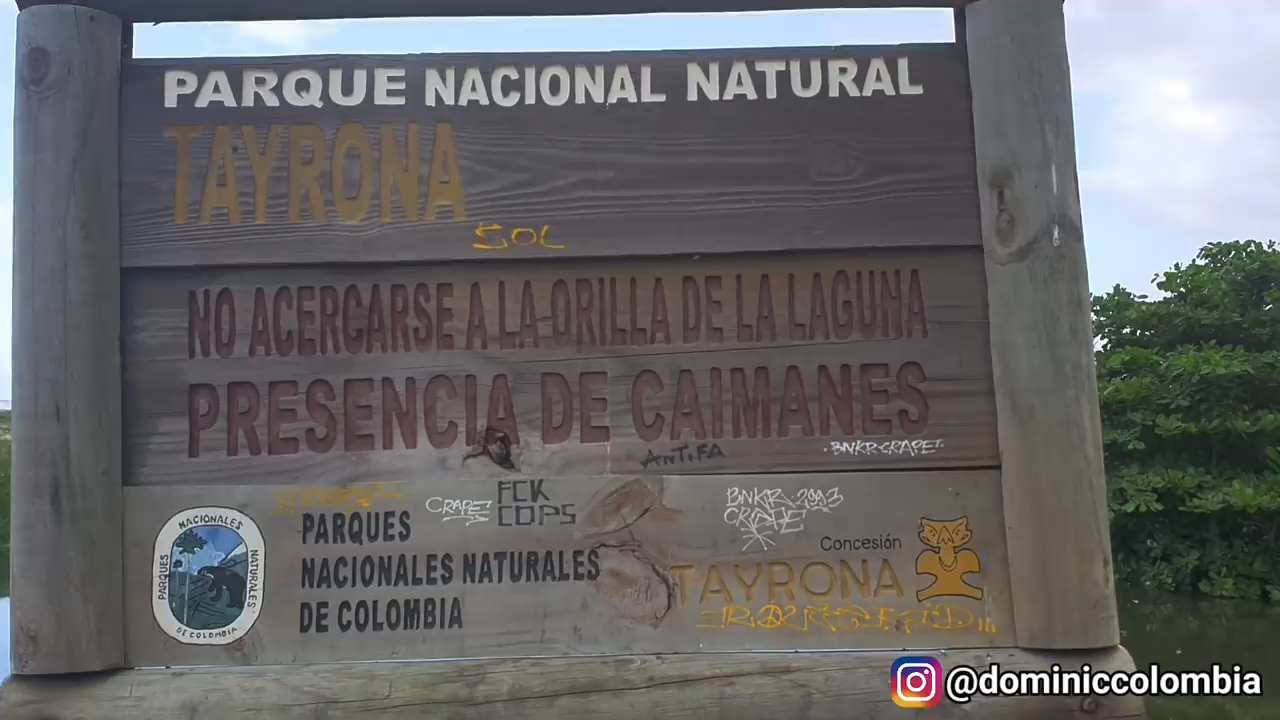 PARQUE NACIONAL NATURAL
TAYRONA
SOL
NO ACERCARSE A LA ORILLA DE LA LAGUNA
PRESENCIA DE CAIMANES
ANTIFA
BNKR·CRAPE
CRAPE
FCK
COPS
BNKR·2993
CRAPE
PARQUES NACIONALES NATURALES
DE COLOMBIA
PARQUES
NACIONALES NATURALES
DE COLOMBIA
Concesión
TAYRONA
@dominiccolombia